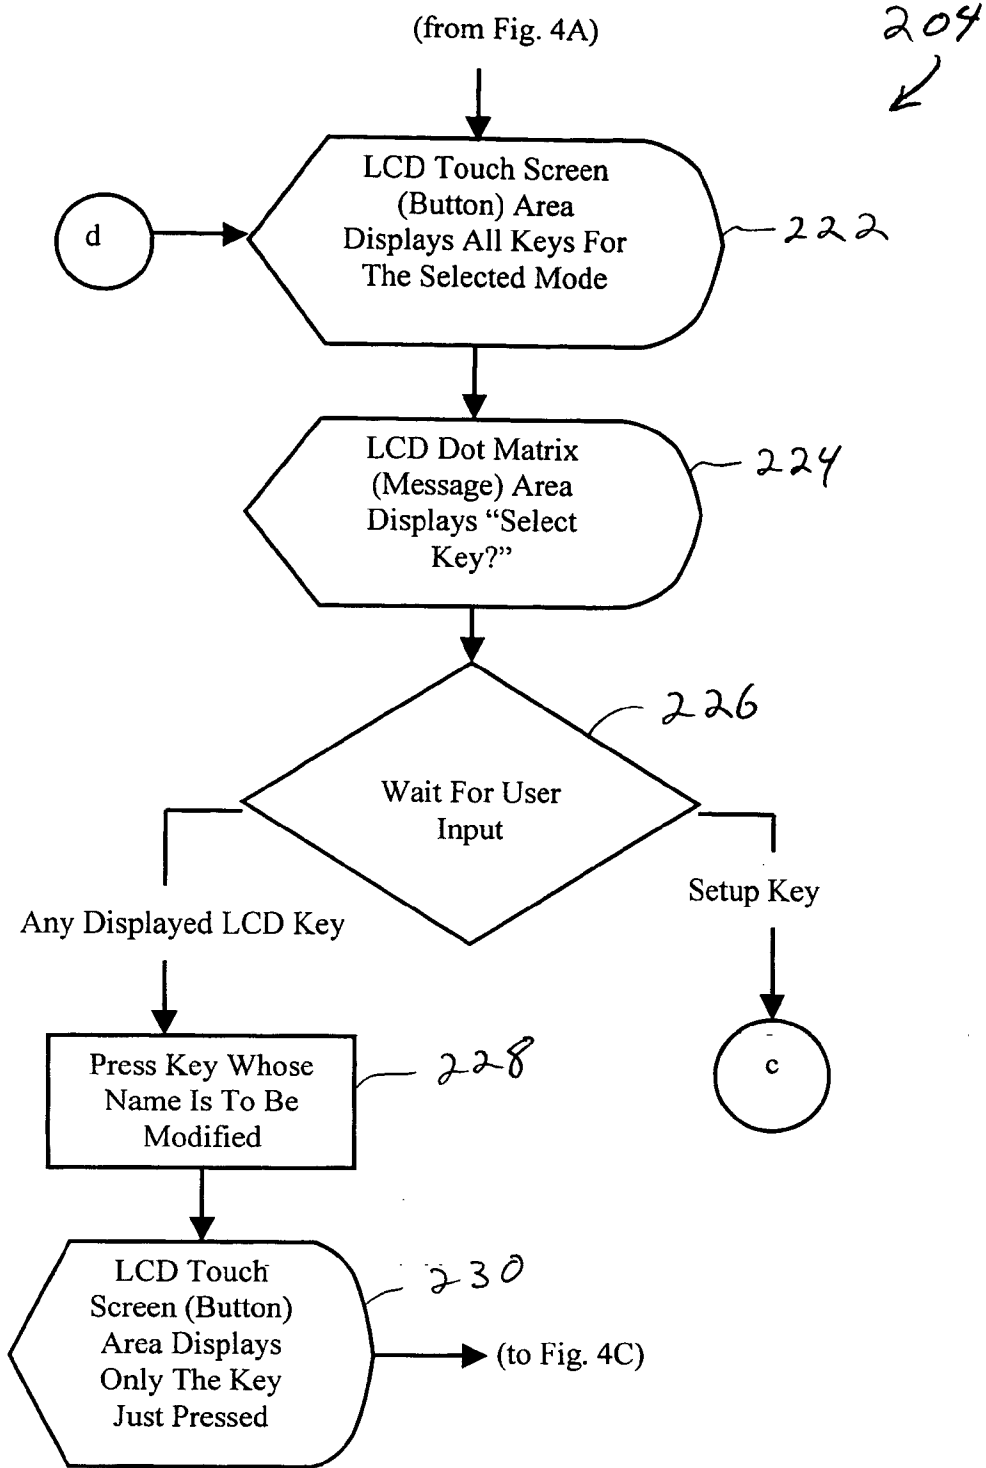 (from Fig. 4A)
204
LCD Touch Screen
(Button) Area
Displays All Keys For
The Selected Mode
d
222
LCD Dot Matrix
(Message) Area
Displays “Select
Key?”
224
226
Wait For User
Input
Setup Key
Any Displayed LCD Key
Press Key Whose
Name Is To Be
Modified
228
c
LCD Touch
Screen (Button)
Area Displays
Only The Key
Just Pressed
230
(to Fig. 4C)